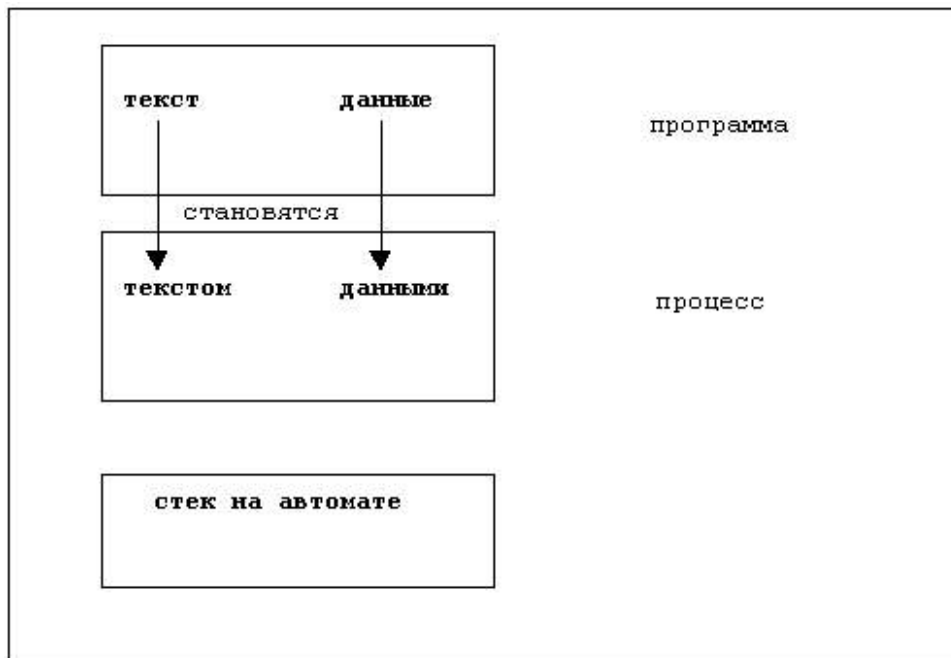 текст данные
программа
становятся
текстом данными
процесс
стек на автомате